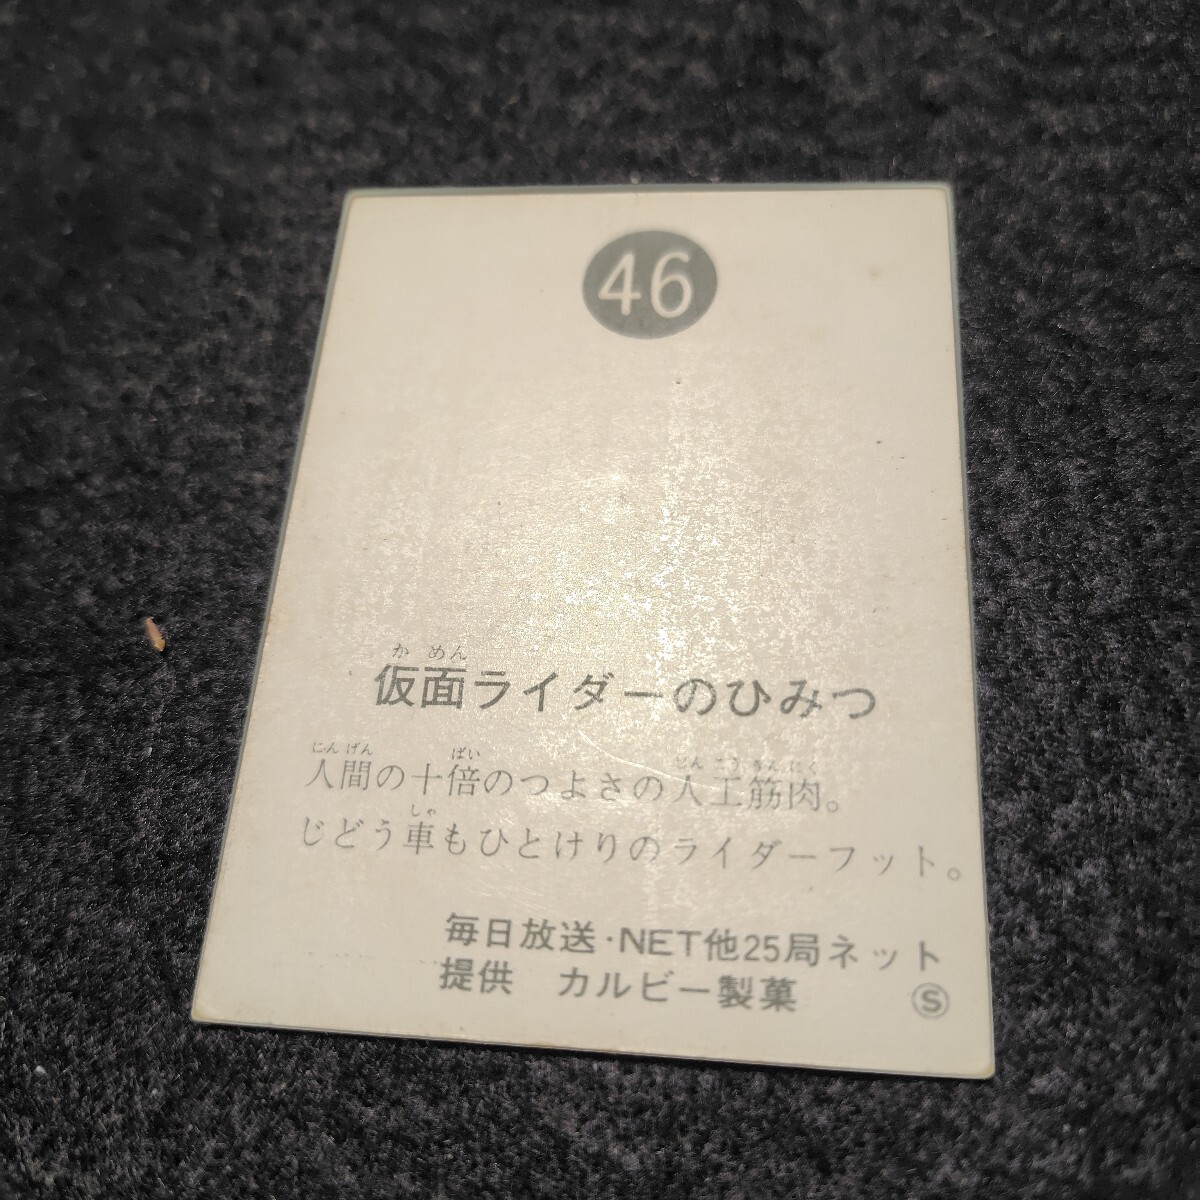 46
か めん
仮面ライダーのひみつ
にんげん ばい じんこうきんにく
人間の十倍のつよさの人工筋肉。
しゃ
じどう車もひとけりのライダーフット。
毎日放送·NET他25局ネット
提供 カルビー製菓 Ⓢ